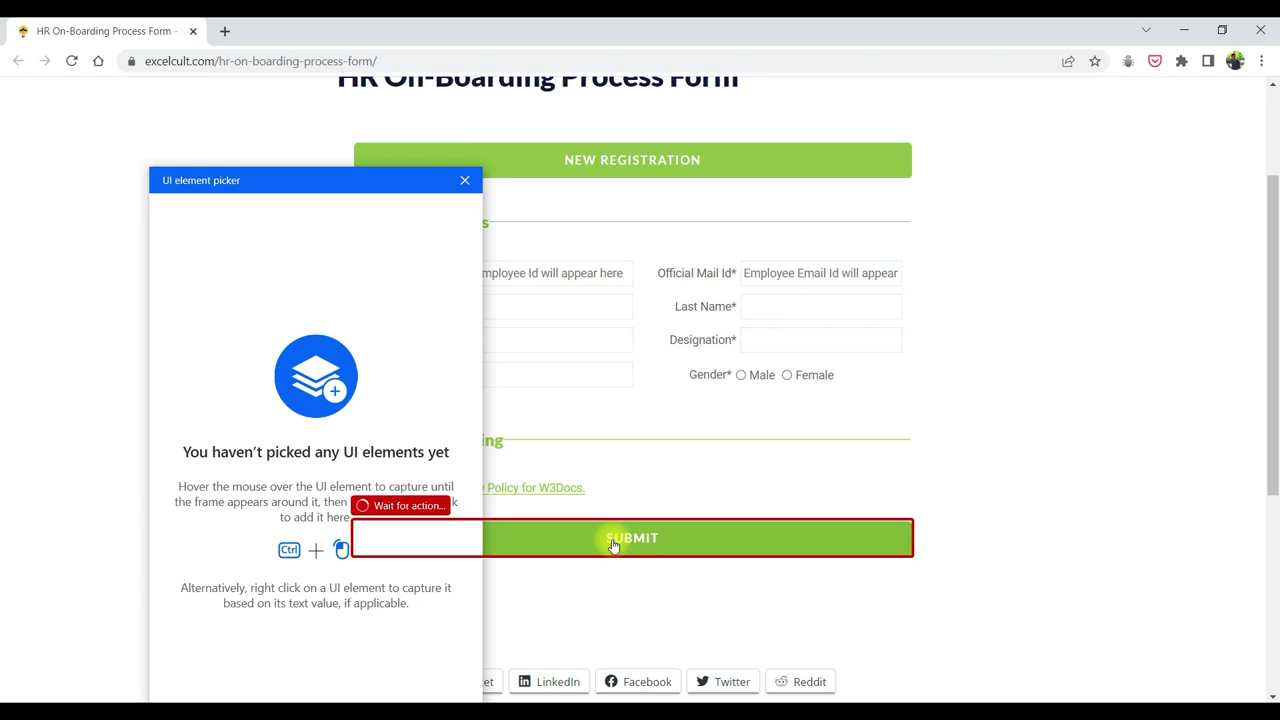 HR On-Boarding Process Form -
excelcult.com/hr-on-boarding-process-form/
HR On-Boarding Process Form
NEW REGISTRATION
UI element picker
s
mployee Id will appear here
Official Mail Id*
Employee Email Id will appear
Last Name*
Designation*
Gender*
Male
Female
ing
You haven't picked any UI elements yet
Hover the mouse over the UI element to capture until
the frame appears around it, then
k
to add it here
Wait for action...
Policy for W3Docs.
Ctrl +
SUBMIT
Alternatively, right click on a UI element to capture it
based on its text value, if applicable.
et
LinkedIn
Facebook
Twitter
Reddit